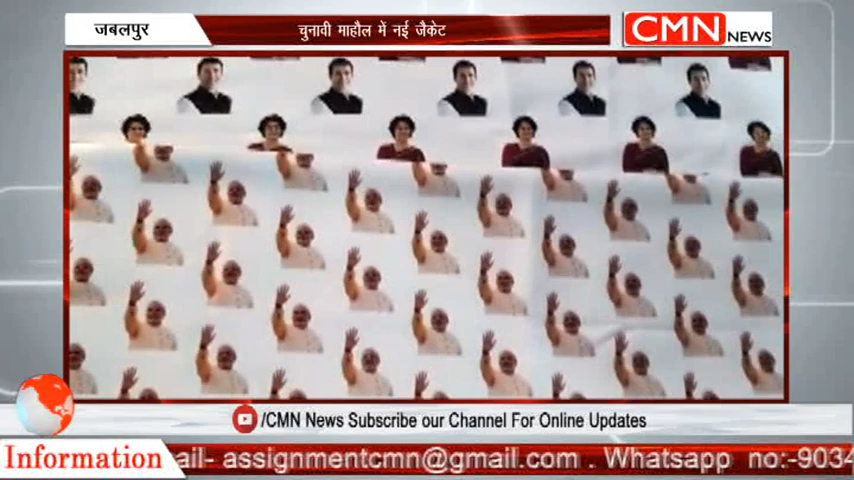 जबलपुर
चुनावी माहौल में नई जैकेट
CMN NEWS
/CMN News Subscribe our Channel For Online Updates
Information
ail- assignmentcmn@gmail.com . Whatsapp no:-9034